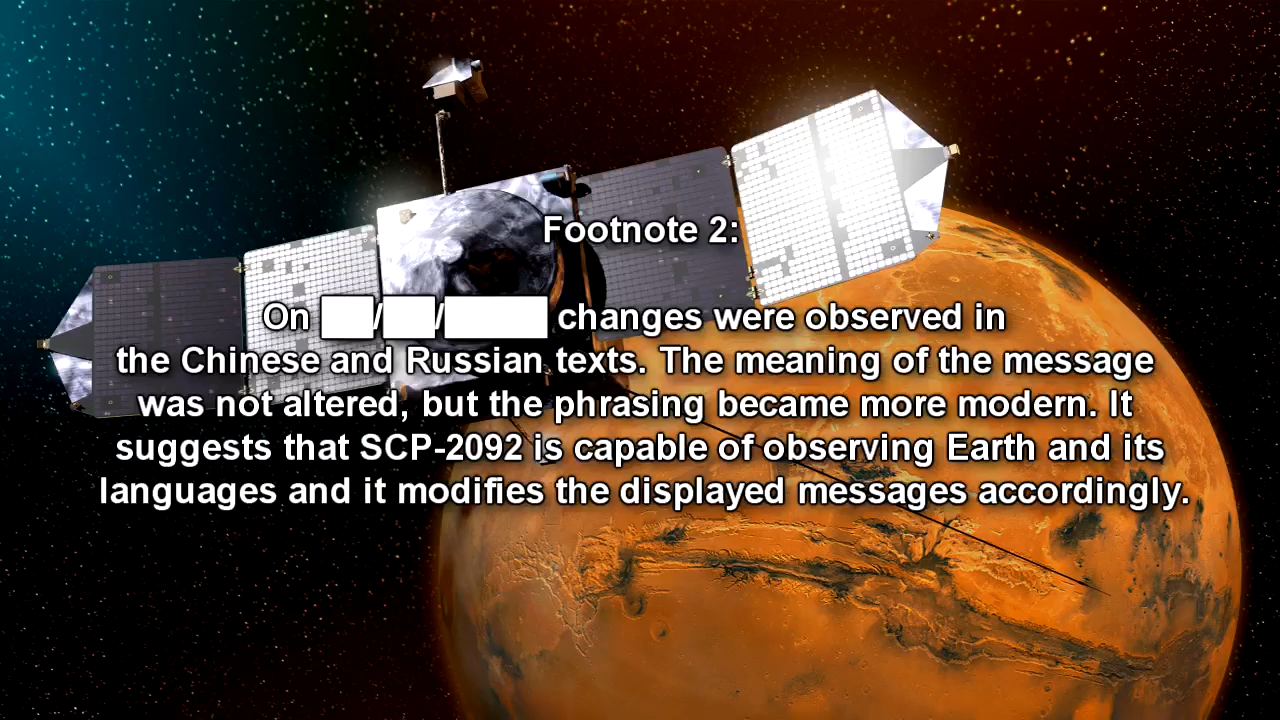 Footnote 2:
On ██/██/████ changes were observed in
the Chinese and Russian texts. The meaning of the message
was not altered, but the phrasing became more modern. It
suggests that SCP-2092 is capable of observing Earth and its
languages and it modifies the displayed messages accordingly.